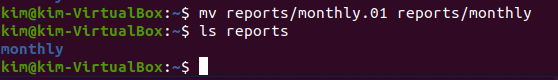 kim@kim-VirtualBox:~$ mv reports/monthly.01 reports/monthly
kim@kim-VirtualBox:~$ ls reports
monthly
kim@kim-VirtualBox:~$